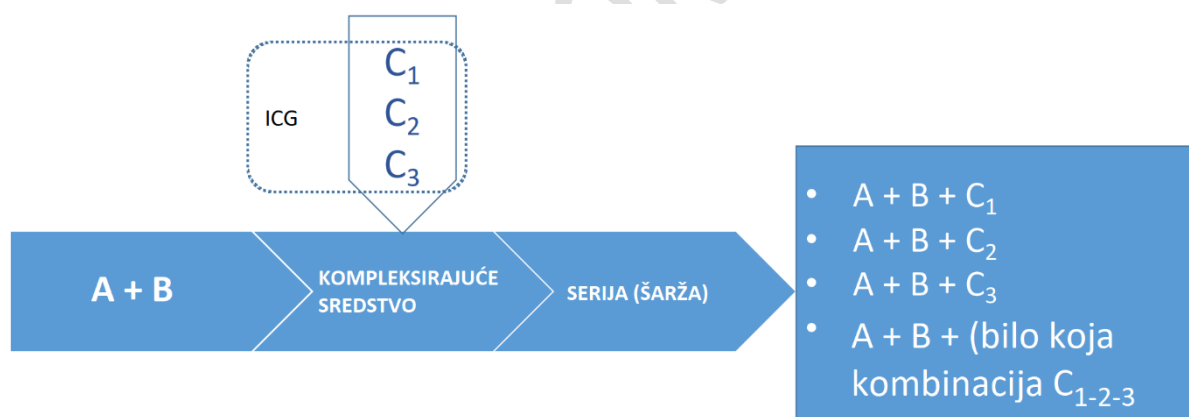 C₁
ICG
C₂
C₃
A + B
KOMPLEKSIRAJUĆE
SREDSTVO
SERIJA (ŠARŽA)
• A + B + C₁
• A + B + C₂
• A + B + C₃
• A + B + (bilo koja
kombinacija C₁₋₂₋₃